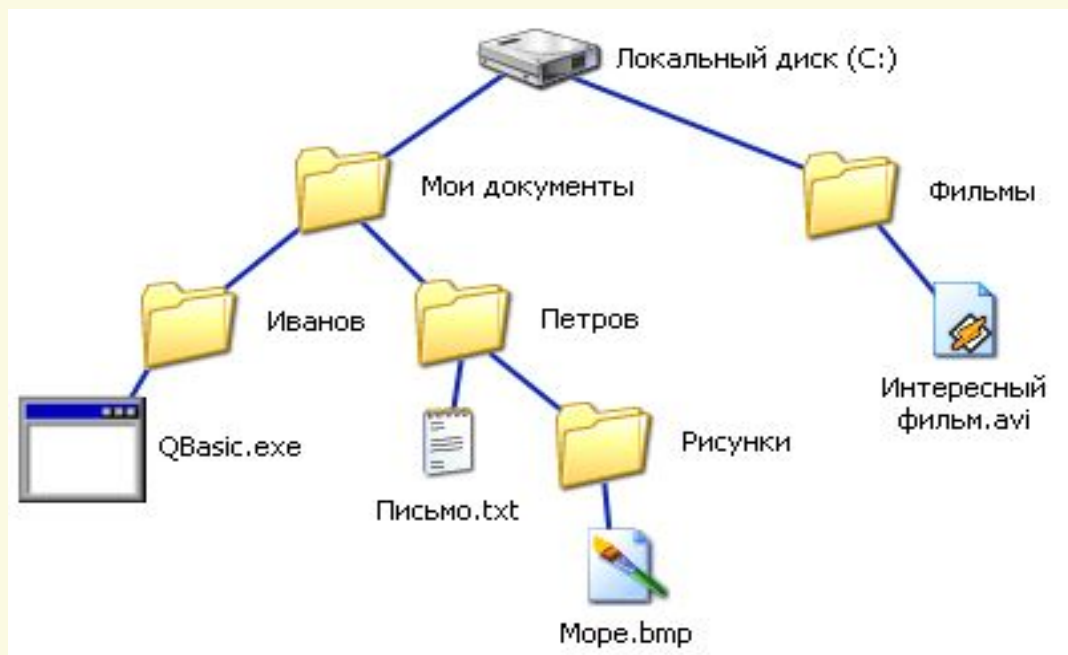 Локальный диск (C:)
Мои документы
Фильмы
Иванов
Петров
Интересный
фильм.avi
QBasic.exe
Рисунки
Письмо.txt
Море.bmp